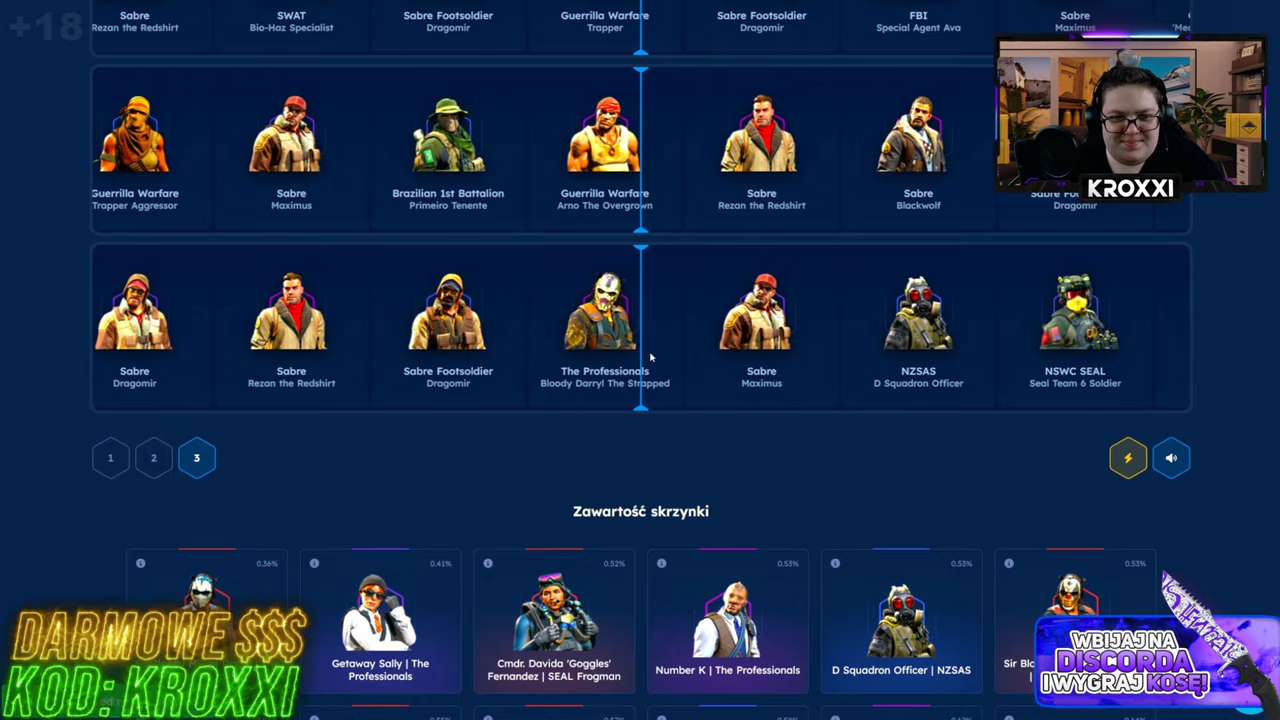 +18
Sabre
Rezan the Redshirt
SWAT
Bio-Haz Specialist
Sabre Footsoldier
Dragomir
Guerrilla Warfare
Trapper
Sabre Footsoldier
Dragomir
FBI
Special Agent Ava
Sabre
Maximus
KROXXI
Guerrilla Warfare
Trapper Aggressor
Sabre
Maximus
Brazilian 1st Battalion
Primeiro Tenente
Guerrilla Warfare
Arno The Overgrown
Sabre
Rezan the Redshirt
Sabre
Blackwolf
Dragomir
Sabre
Dragomir
Sabre
Rezan the Redshirt
Sabre Footsoldier
Dragomir
The Professionals
Bloody Darryl The Strapped
Sabre
Maximus
NZSAS
D Squadron Officer
NSWC SEAL
Seal Team 6 Soldier
1
2
3
Zawartość skrzynki
0.36%
0.41%
0.52%
0.53%
0.53%
0.53%
Getaway Sally | The
Professionals
Cmdr. Davida 'Goggles'
Fernandez | SEAL Frogman
Number K | The Professionals
D Squadron Officer | NZSAS
DARMOWE $$$
KOD: KROXXI
WBIJAJ NA
DISCORDA
I WYGRAJ KOSĘ!